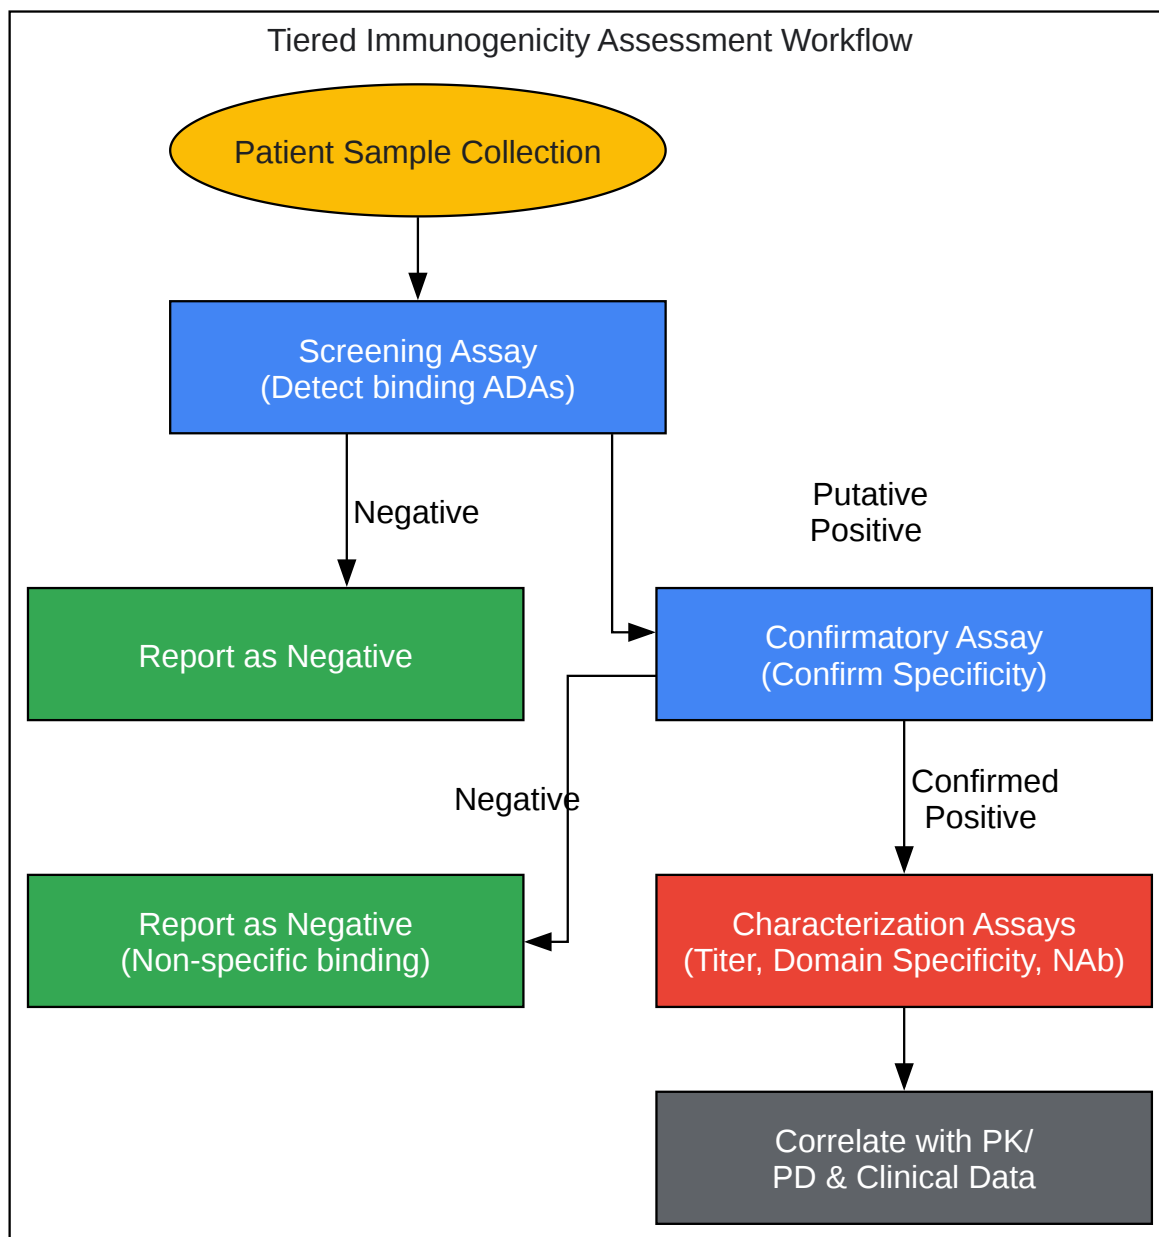 Tiered Immunogenicity Assessment Workflow
Patient Sample Collection
Screening Assay
(Detect binding ADAs)
Negative
Putative
Positive
Report as Negative
Confirmatory Assay
(Confirm Specificity)
Negative
Confirmed
Positive
Report as Negative
(Non-specific binding)
Characterization Assays
(Titer, Domain Specificity, NAb)
Correlate with PK/
PD & Clinical Data